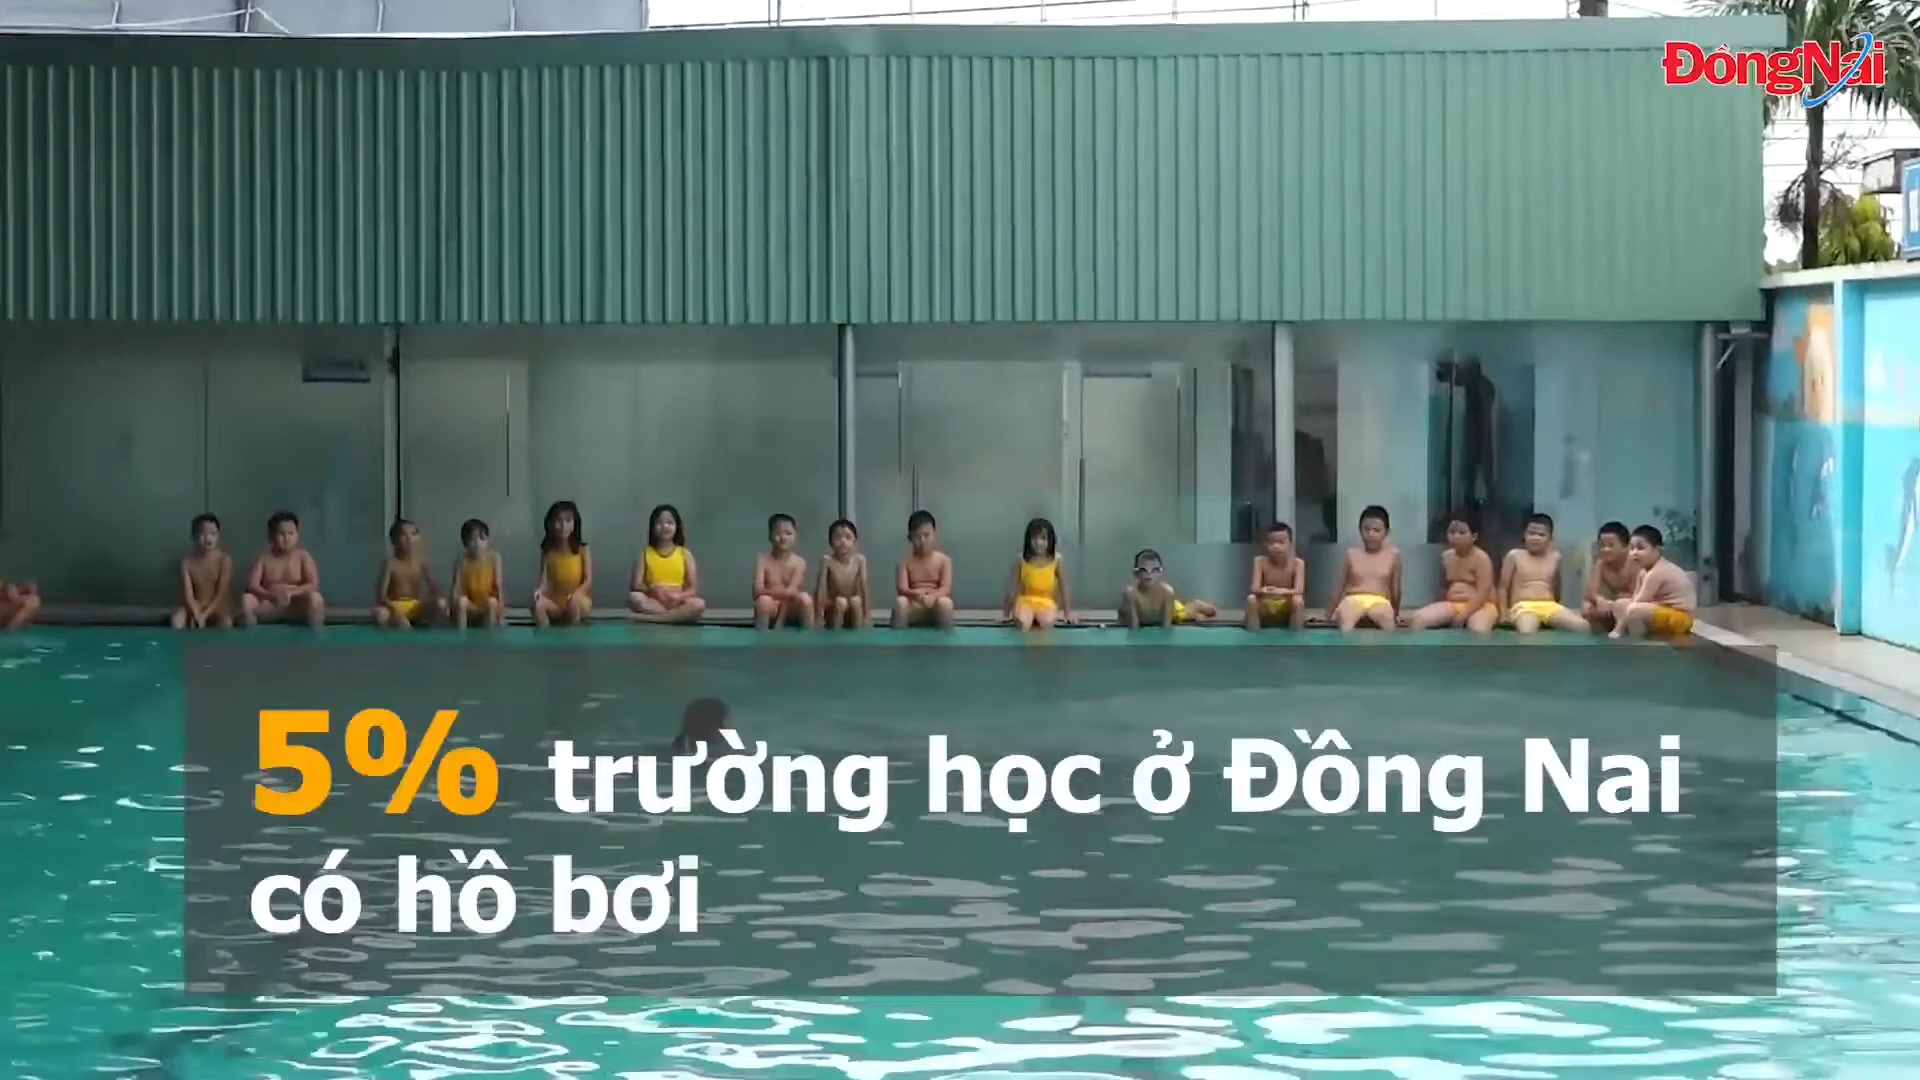 ĐồngNai
5% trường học ở Đồng Nai
có hồ bơi